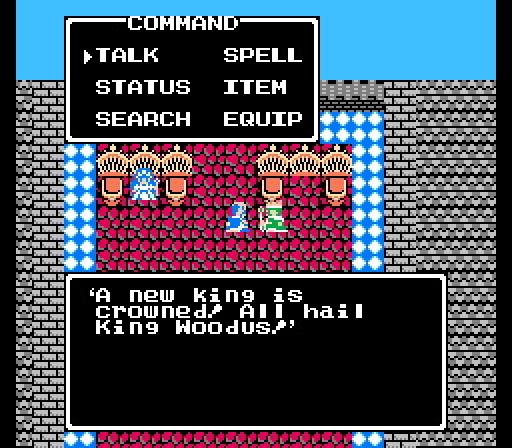 COMMAND
TALK SPELL
STATUS ITEM
SEARCH EQUIP
‘A new king is
crowned! All hail
King Woodus!’